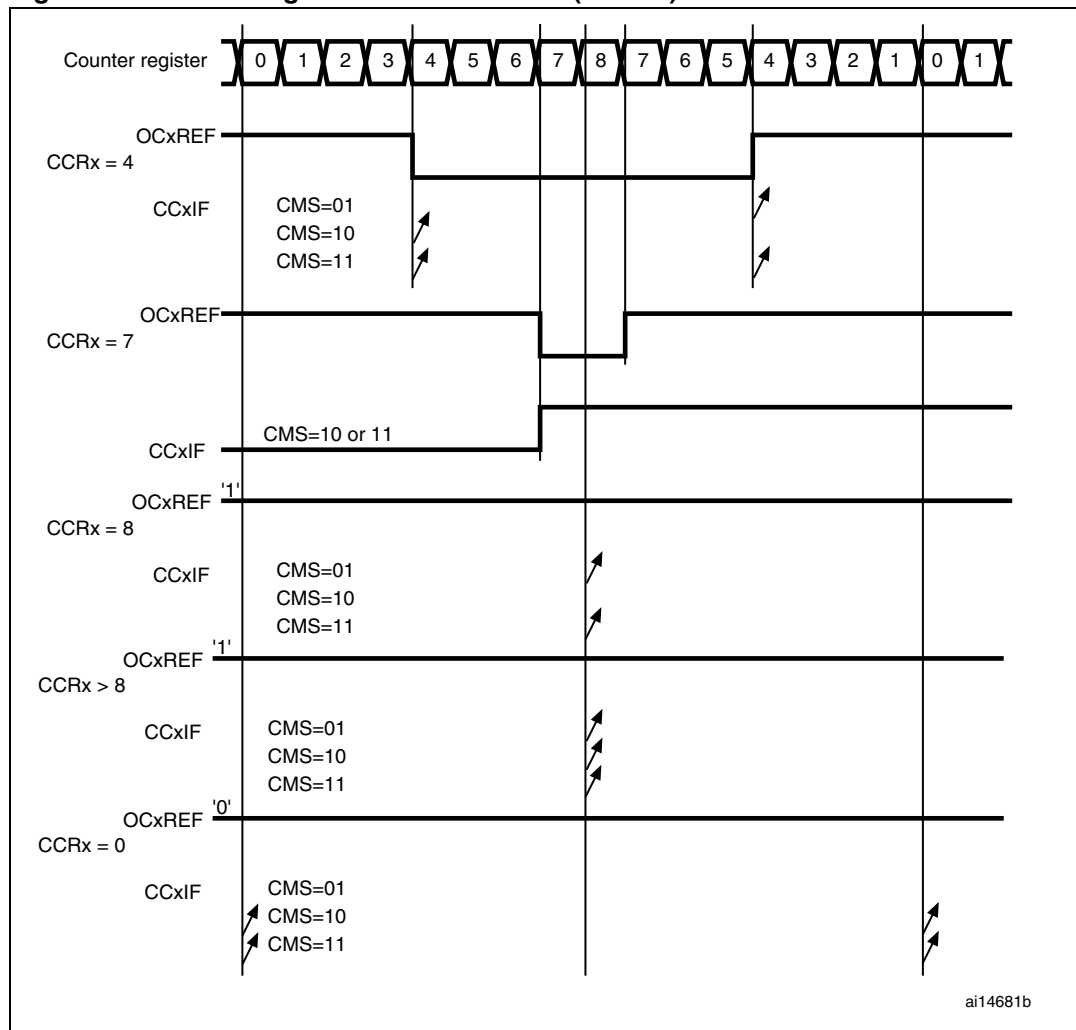 Counter register 0 1 2 3 4 5 6 7 8 7 6 5 4 3 2 1 0 1
OCxREF
CCRx = 4
CCxIF CMS=01
CMS=10
CMS=11
OCxREF
CCRx = 7
CMS=10 or 11
CCxIF
'1'
OCxREF
CCRx = 8
CCxIF CMS=01
CMS=10
CMS=11
'1'
OCxREF
CCRx > 8
CCxIF CMS=01
CMS=10
CMS=11
'0'
OCxREF
CCRx = 0
CCxIF CMS=01
CMS=10
CMS=11
ai14681b